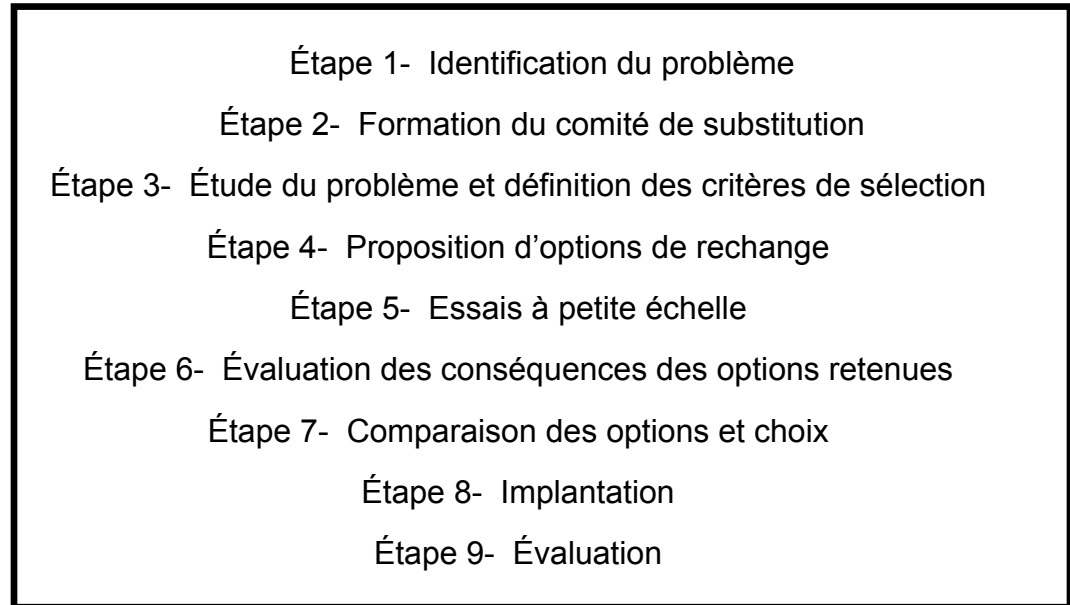 Étape 1- Identification du problème
Étape 2- Formation du comité de substitution
Étape 3- Étude du problème et définition des critères de sélection
Étape 4- Proposition d’options de rechange
Étape 5- Essais à petite échelle
Étape 6- Évaluation des conséquences des options retenues
Étape 7- Comparaison des options et choix
Étape 8- Implantation
Étape 9- Évaluation